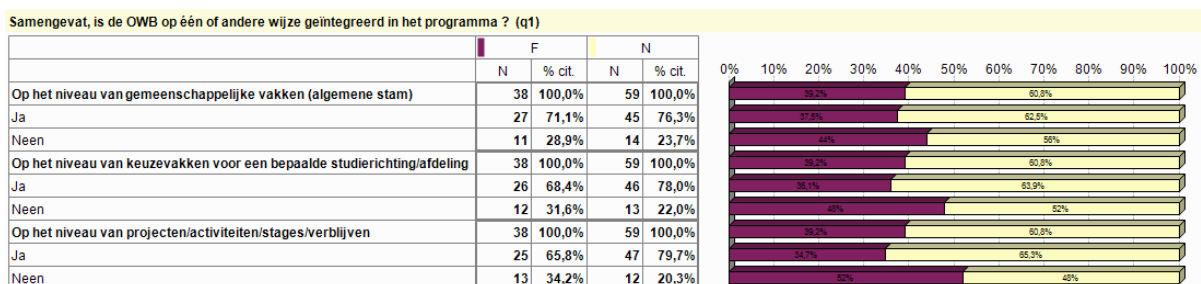 Samengevat, is de OWB op één of andere wijze geïntegreerd in het programma ? (q1)
F N
N % cit. N % cit. 0% 10% 20% 30% 40% 50% 60% 70% 80% 90% 100%
Op het niveau van gemeenschappelijke vakken (algemene stam) 38 100,0% 59 100,0% 39,2% 60,8%
Ja 27 71,1% 45 76,3% 37,5% 62,5%
Neen 11 28,9% 14 23,7% 44% 56%
Op het niveau van keuzevakken voor een bepaalde studierichting/afdeling 38 100,0% 59 100,0% 39,2% 60,8%
Ja 26 68,4% 46 78,0% 36,1% 63,9%
Neen 12 31,6% 13 22,0% 48% 52%
Op het niveau van projecten/activiteiten/stages/verblijven 38 100,0% 59 100,0% 39,2% 60,8%
Ja 25 65,8% 47 79,7% 34,7% 65,3%
Neen 13 34,2% 12 20,3% 52% 48%